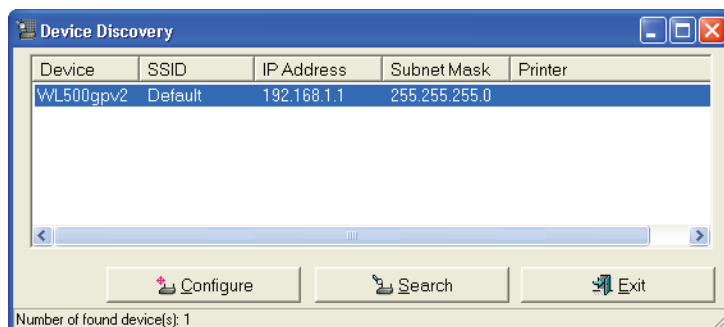 Device Discovery
Device SSID IP Address Subnet Mask Printer
WL500gpv2 Default 192.168.1.1 255.255.255.0
Configure Search Exit
Number of found device(s): 1